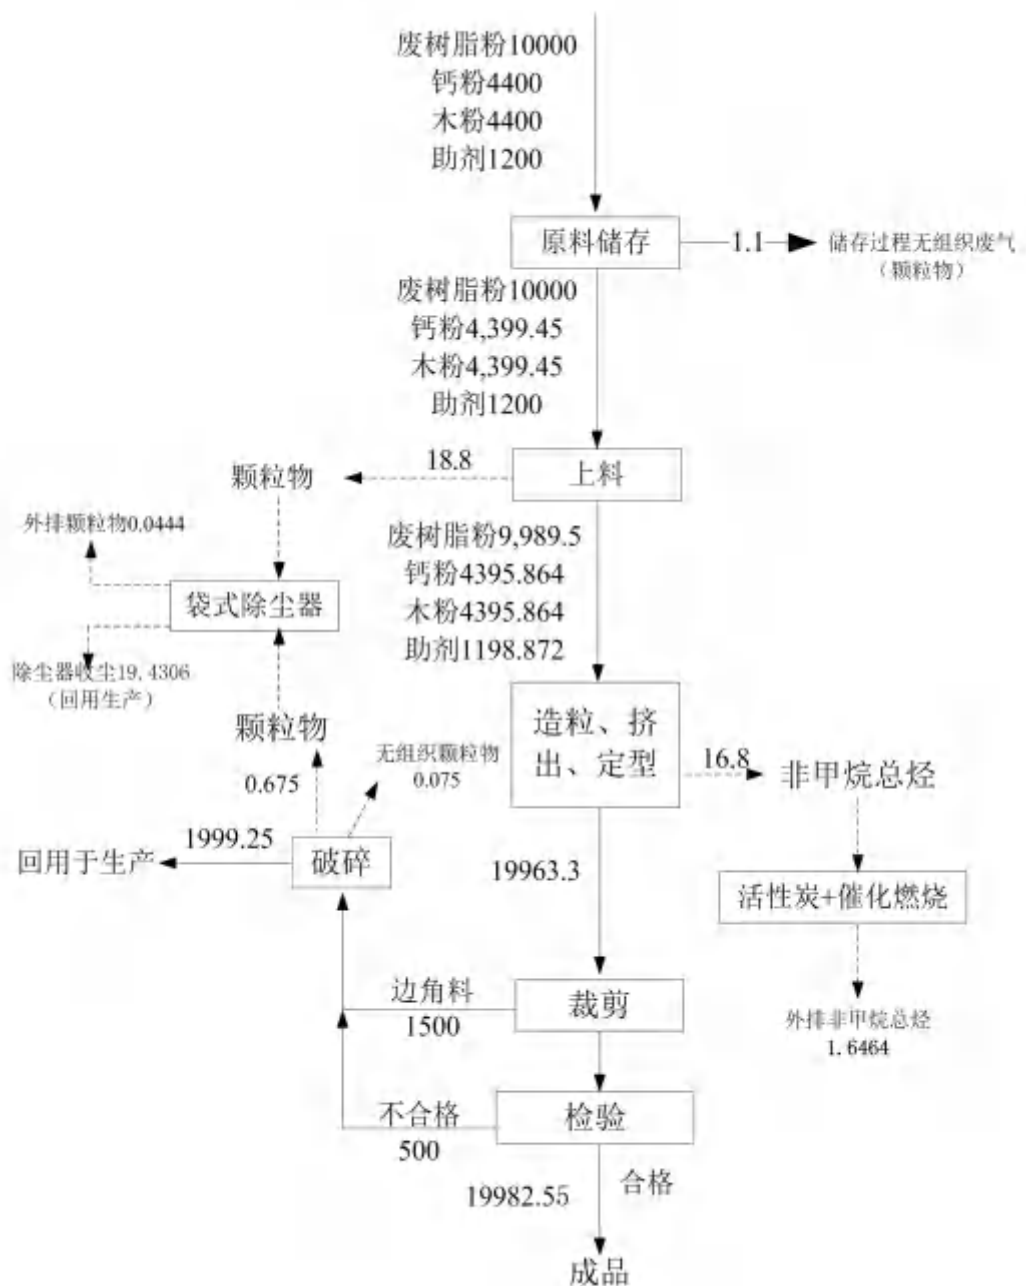 废树脂粉10000
钙粉4400
木粉4400
助剂1200
原料储存
1.1
储存过程无组织废气
（颗粒物）
废树脂粉10000
钙粉4,399.45
木粉4,399.45
助剂1200
18.8
颗粒物
上料
外排颗粒物0.0444
废树脂粉9,989.5
钙粉4395.864
木粉4395.864
助剂1198.872
袋式除尘器
除尘器收尘19.4306
（回用生产）
颗粒物
无组织颗粒物
0.075
0.675
造粒、挤
出、定型
16.8
非甲烷总烃
1999.25
回用于生产
破碎
19963.3
活性炭+催化燃烧
边角料
1500
裁剪
外排非甲烷总烃
1.6464
不合格
500
检验
19982.55
合格
成品